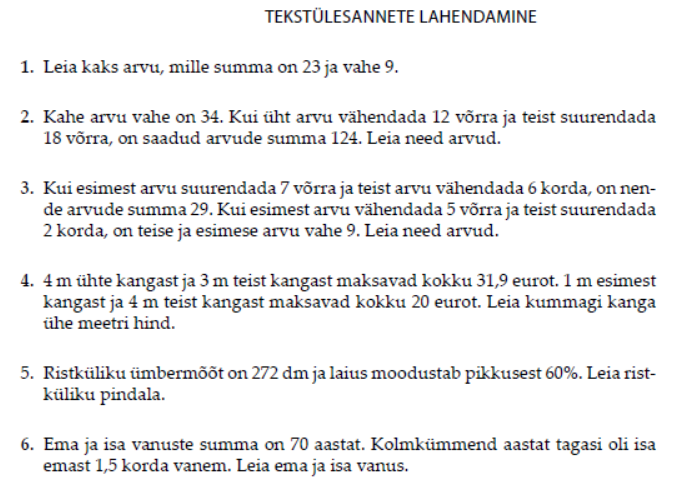 TEKSTÜLESANNETE LAHENDAMINE
1. Leia kaks arvu, mille summa on 23 ja vahe 9.
2. Kahe arvu vahe on 34. Kui üht arvu vähendada 12 võrra ja teist suurendada
18 võrra, on saadud arvude summa 124. Leia need arvud.
3. Kui esimest arvu suurendada 7 võrra ja teist arvu vähendada 6 korda, on nen-
de arvude summa 29. Kui esimest arvu vähendada 5 võrra ja teist suurendada
2 korda, on teise ja esimese arvu vahe 9. Leia need arvud.
4. 4 m ühte kangast ja 3 m teist kangast maksavad kokku 31,9 eurot. 1 m esimest
kangast ja 4 m teist kangast maksavad kokku 20 eurot. Leia kummagi kanga
ühe meetri hind.
5. Ristküliku ümbermõõt on 272 dm ja laius moodustab pikkusest 60%. Leia rist-
küliku pindala.
6. Ema ja isa vanuste summa on 70 aastat. Kolmkümmend aastat tagasi oli isa
emast 1,5 korda vanem. Leia ema ja isa vanus.